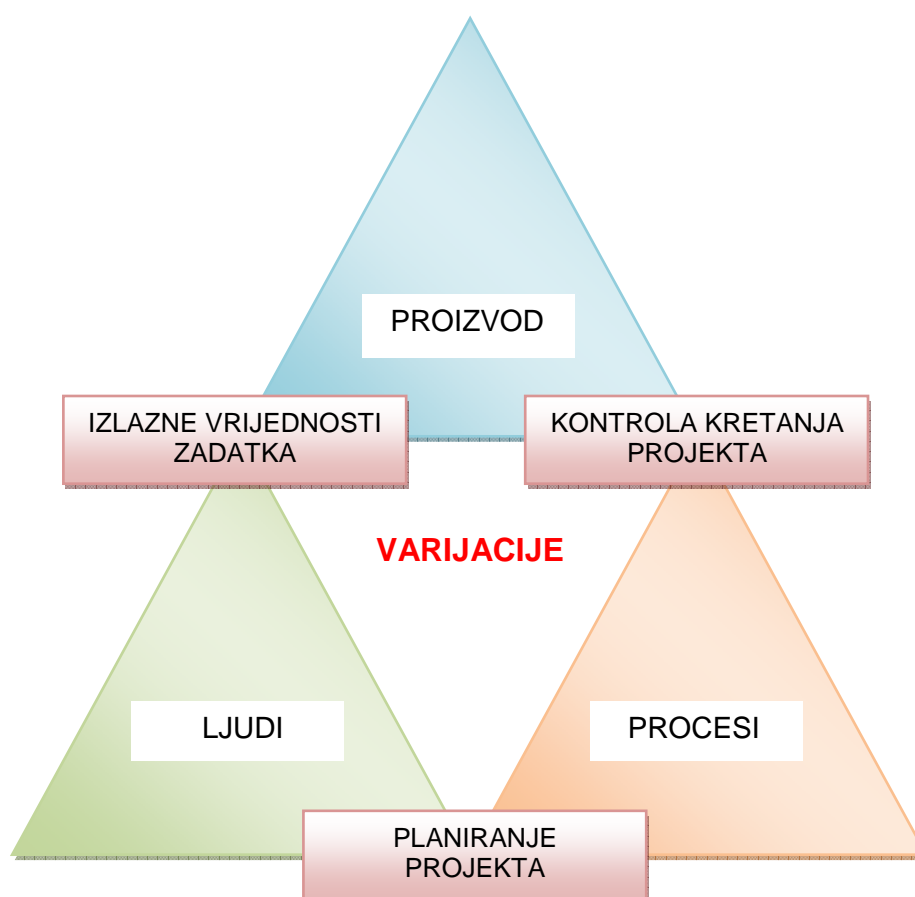 PROIZVOD
IZLAZNE VRIJEDNOSTI
ZADATKA
KONTROLA KRETANJA
PROJEKTA
VARIJACIJE
LJUDI
PROCESI
PLANIRANJE
PROJEKTA